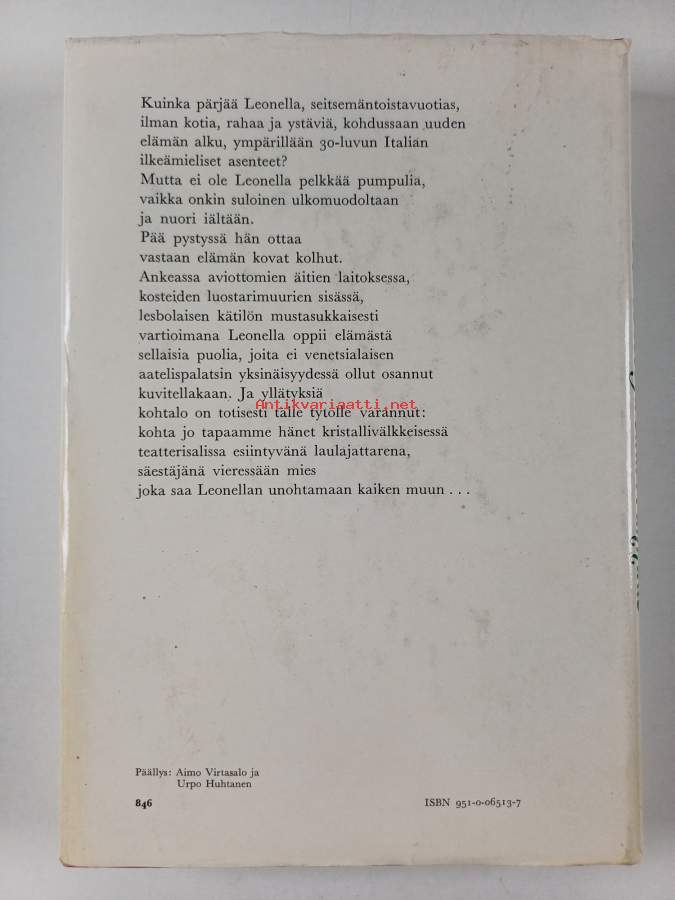 Kuinka pärjää Leonella, seitsemäntoistavuotias,
ilman kotia, rahaa ja ystäviä, kohdussaan uuden
elämän alku, ympärillään 30-luvun Italian
ilkeämieliset asenteet?
Mutta ei ole Leonella pelkkää pumpulia,
vaikka onkin suloinen ulkomuodoltaan
ja nuori iältään.
Pää pystyssä hän ottaa
vastaan elämän kovat kolhut.
Ankeassa aviottomien äitien laitoksessa,
kosteiden luostarimuurien sisässä,
lesbolaisen kätilön mustasukkaisesti
vartioimana Leonella oppii elämästä
sellaisia puolia, joita ei venetsialaisen
aatelispalatsin yksinäisyydessä ollut osannut
kuvitellakaan. Ja yllätyksiä
Antikvariaatti.net
kohtalo on totisesti tälle tytölle varannut:
kohta jo tapaamme hänet kristallivälkkeisessä
teatterisalissa esiintyvänä laulajattarena,
säestäjänä vieressään mies
joka saa Leonellan unohtamaan kaiken muun . . .
Päällys: Aimo Virtasalo ja
Urpo Huhtanen
846
ISBN 951-0-06513-7